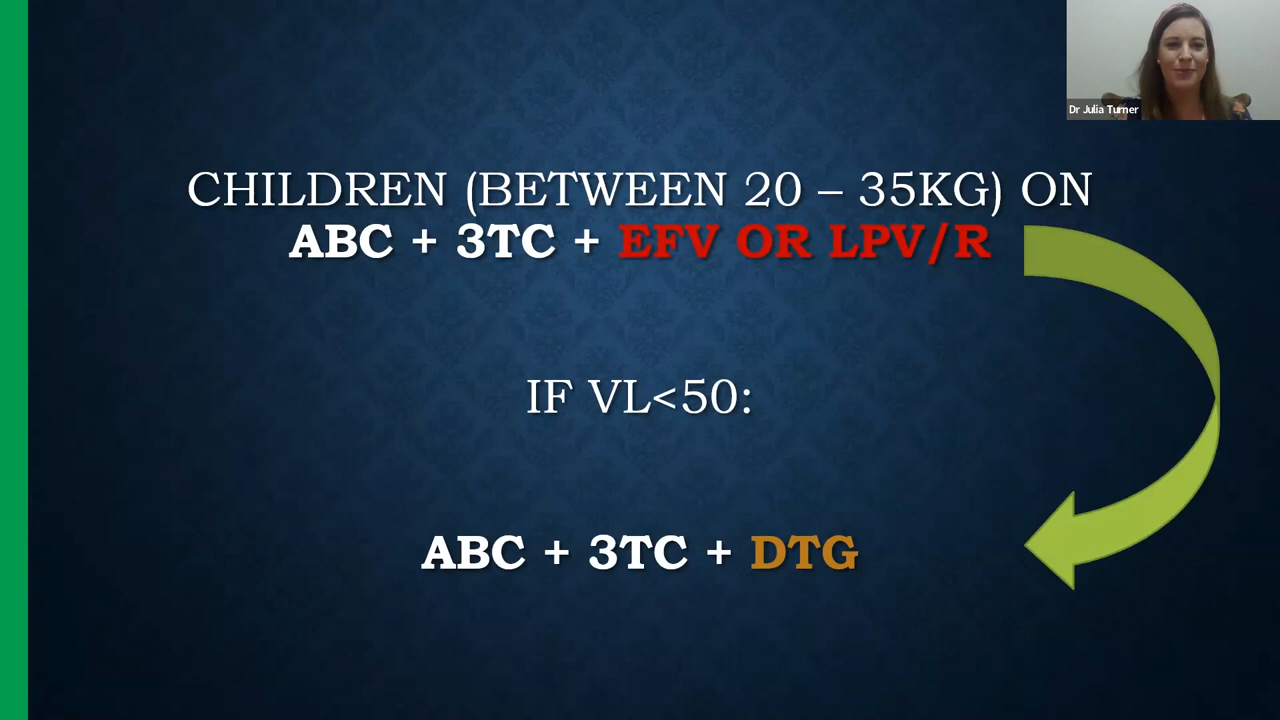 Dr Julia Turner
CHILDREN (BETWEEN 20 – 35KG) ON
ABC + 3TC + EFV OR LPV/R
IF VL<50:
ABC + 3TC + DTG